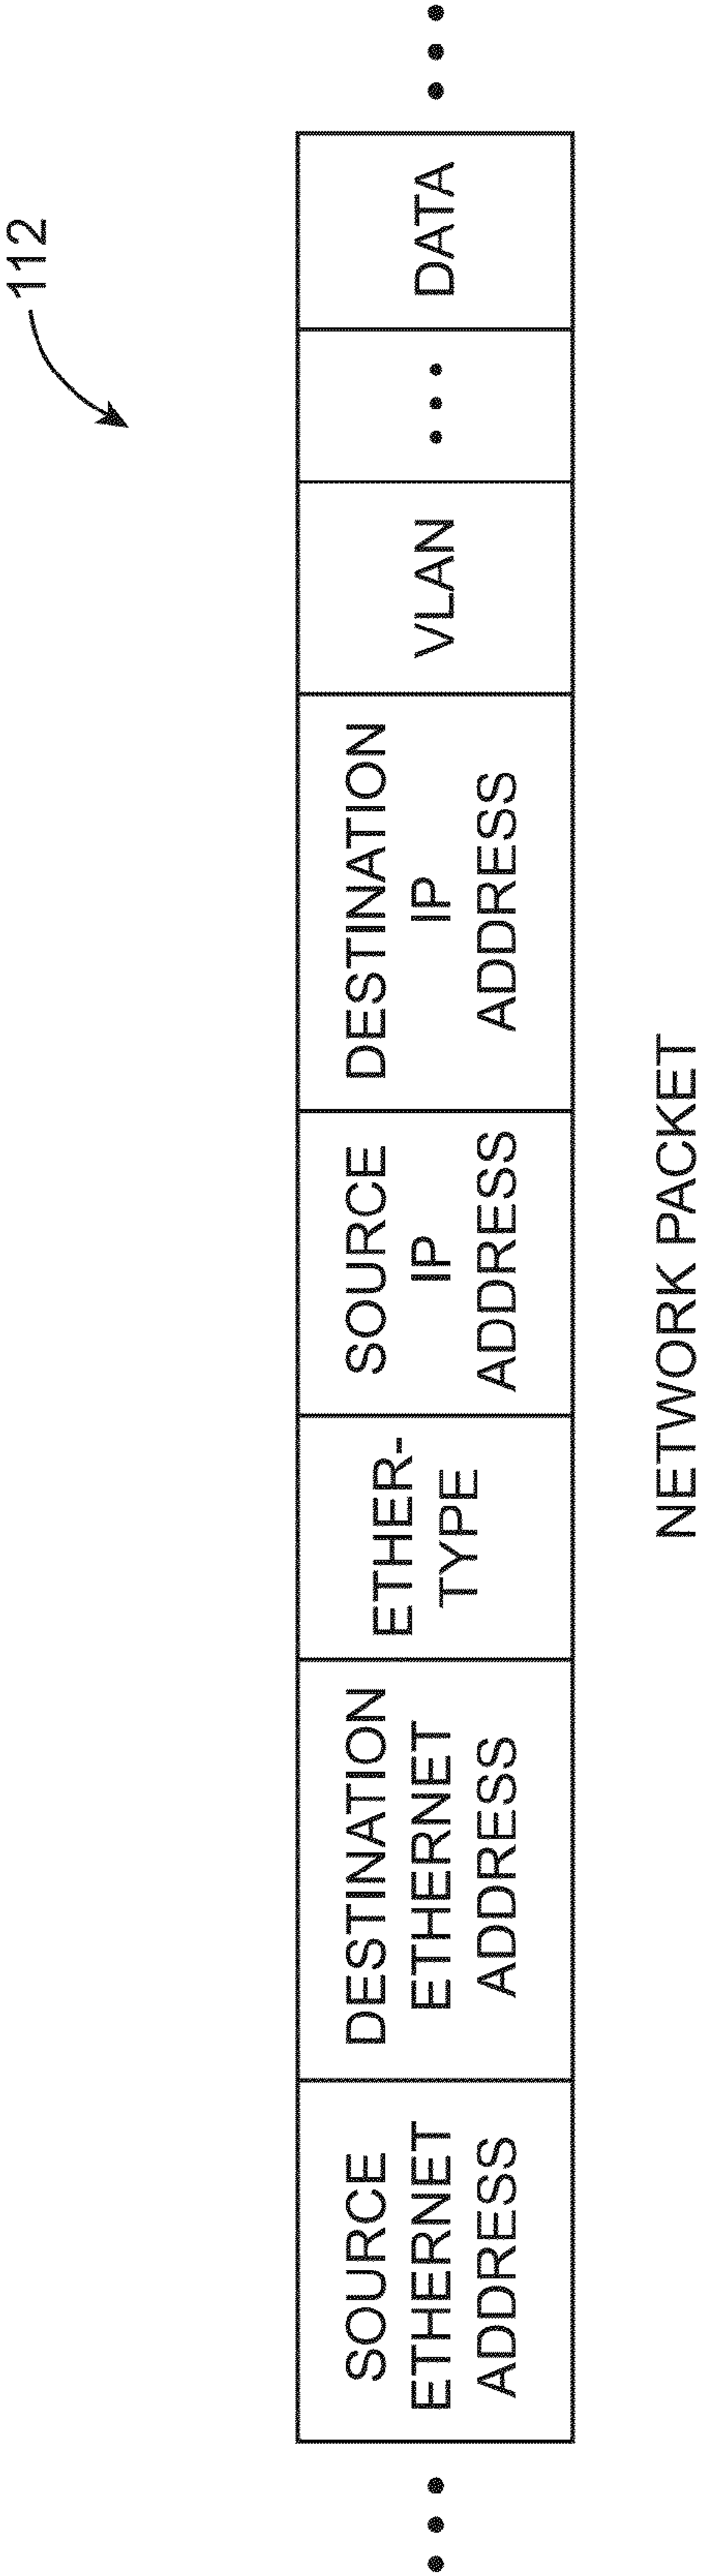 112
SOURCE
ETHERNET
ADDRESS
DESTINATION
ETHERNET
ADDRESS
ETHER-
TYPE
SOURCE
IP
ADDRESS
DESTINATION
IP
ADDRESS
VLAN
DATA
NETWORK PACKET